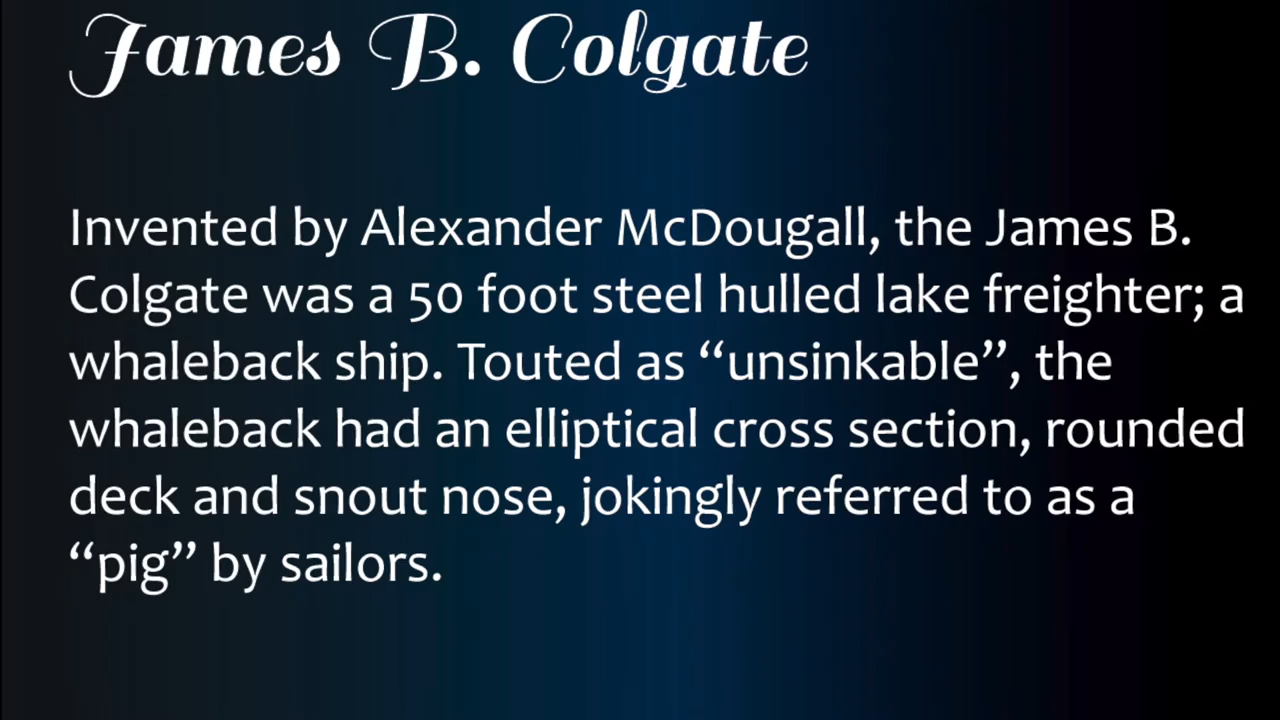 James B. Colgate
Invented by Alexander McDougall, the James B.
Colgate was a 50 foot steel hulled lake freighter; a
whaleback ship. Touted as “unsinkable”, the
whaleback had an elliptical cross section, rounded
deck and snout nose, jokingly referred to as a
“pig” by sailors.